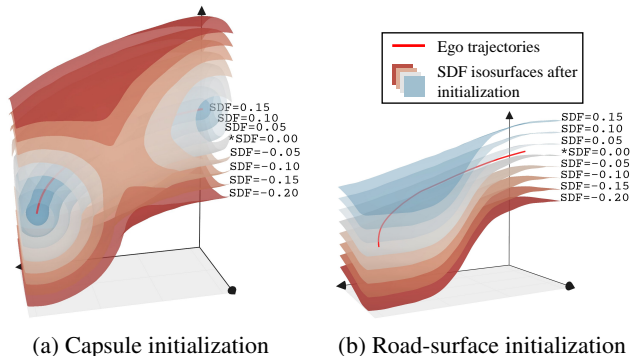 SDF=0.15
SDF=0.10
SDF=0.05
*SDF=0.00
SDF=-0.05
SDF=-0.10
SDF=-0.15
SDF=-0.20
(a) Capsule initialization
Ego trajectories
SDF isosurfaces after
initialization
SDF=0.15
SDF=0.10
SDF=0.05
*SDF=0.00
SDF=-0.05
SDF=-0.10
SDF=-0.15
SDF=-0.20
(b) Road-surface initialization